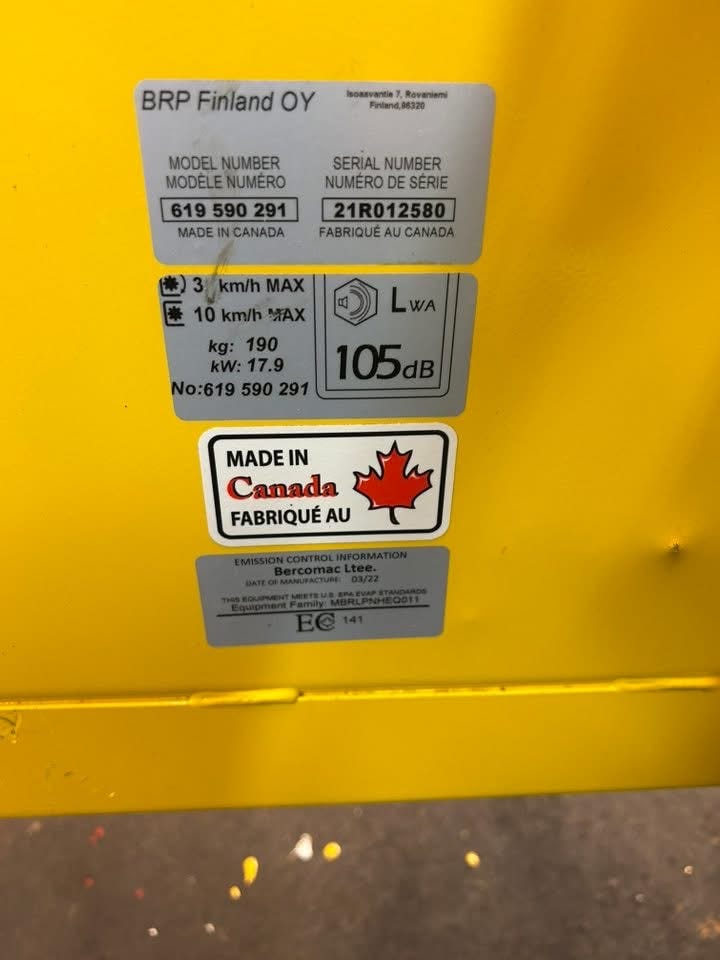 BRP Finland OY
Isoaavantie 7, Rovaniemi
Finland,96320
MODEL NUMBER
MODÈLE NUMÉRO
619 590 291
MADE IN CANADA
SERIAL NUMBER
NUMÉRO DE SÉRIE
21R012580
FABRIQUÉ AU CANADA
3 km/h MAX
10 km/h MAX
kg: 190
kW: 17.9
No:619 590 291
LWA
105dB
MADE IN
Canada
FABRIQUÉ AU
EMISSION CONTROL INFORMATION
Bercomac Ltee.
DATE OF MANUFACTURE: 03/22
THIS EQUIPMENT MEETS U.S. EPA EVAP STANDARDS
Equipment Family: MBRLPNHEQ011
EC 141